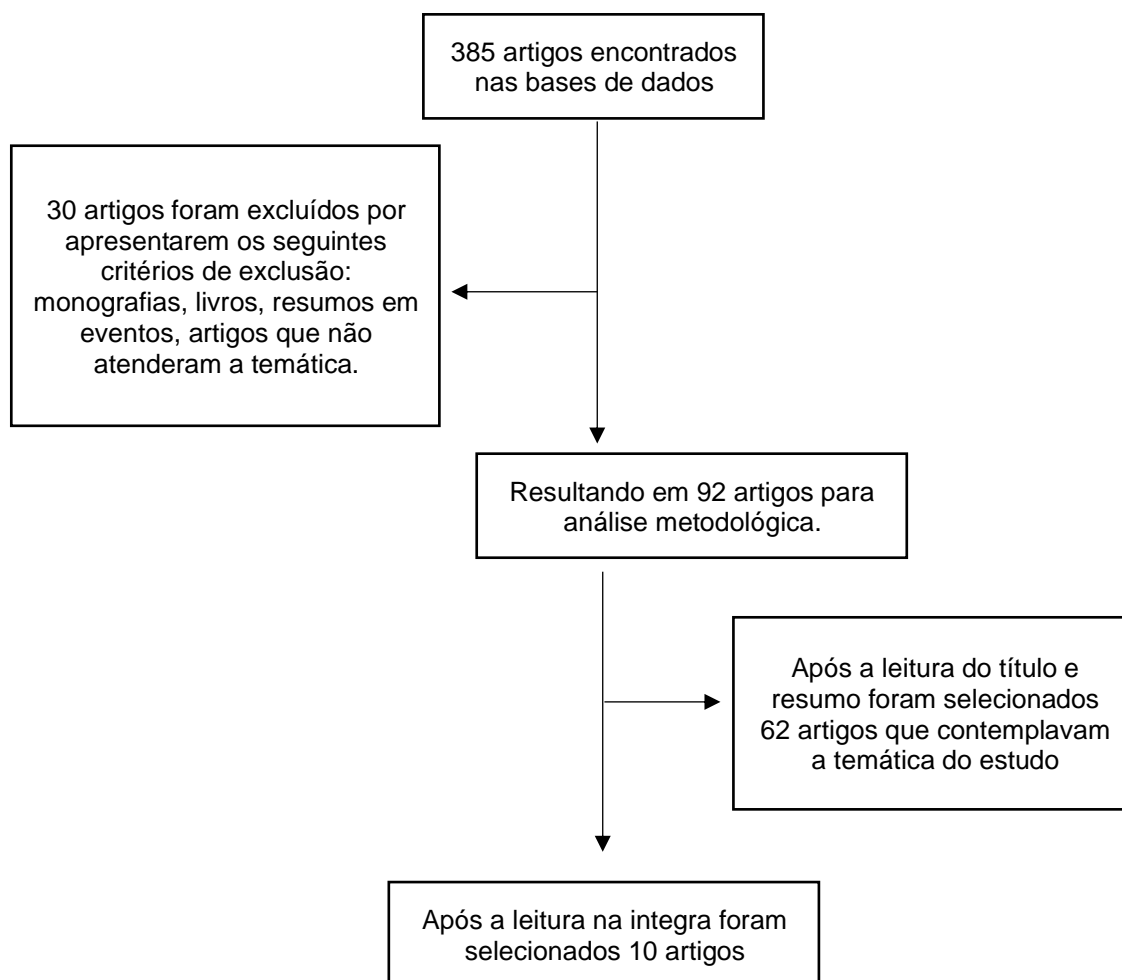 385 artigos encontrados
nas bases de dados
30 artigos foram excluídos por
apresentarem os seguintes
critérios de exclusão:
monografias, livros, resumos em
eventos, artigos que não
atenderam a temática.
Resultando em 92 artigos para
análise metodológica.
Após a leitura do título e
resumo foram selecionados
62 artigos que contemplavam
a temática do estudo
Após a leitura na integra foram
selecionados 10 artigos